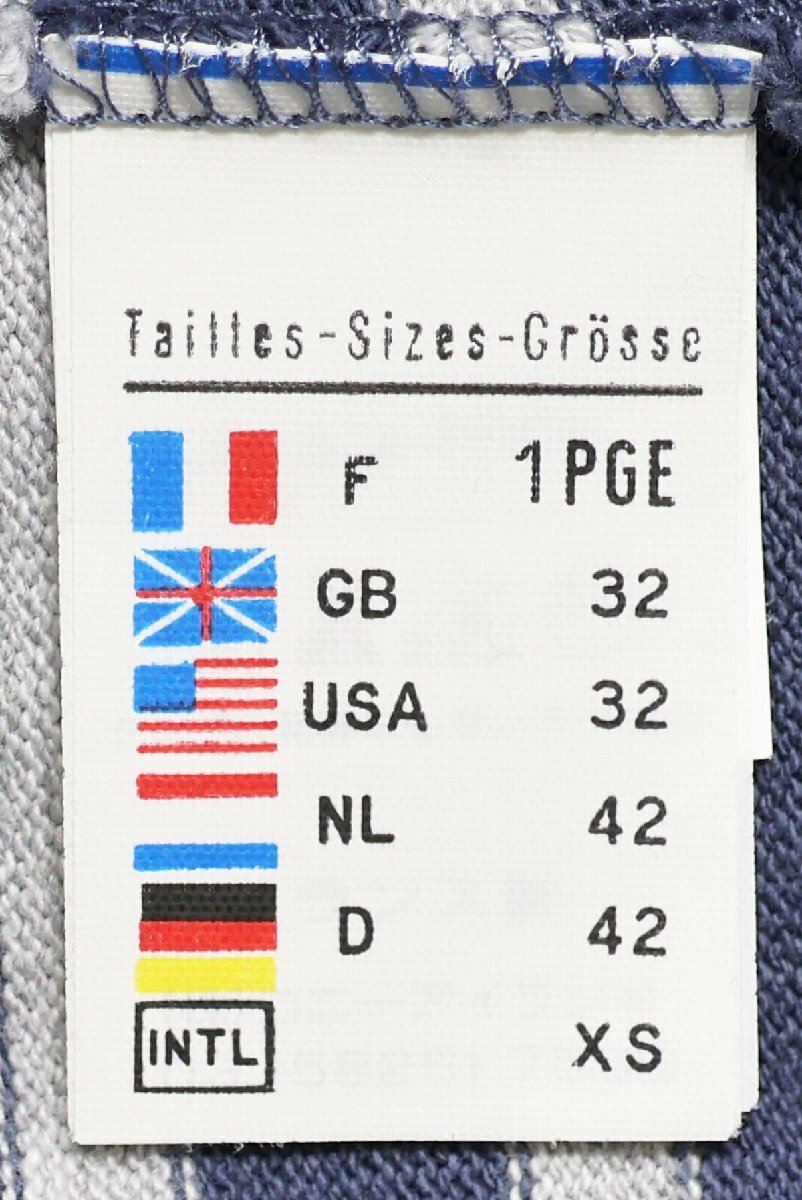 Tailles-Sizes-Grösse
F 1PGE
GB 32
USA 32
NL 42
D 42
INTL XS